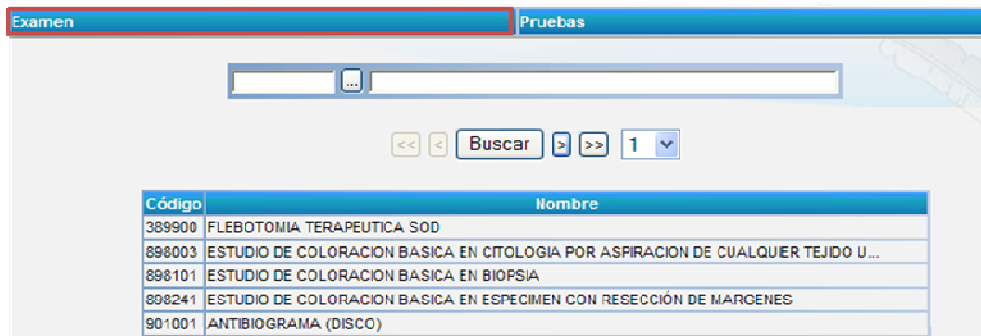 Examen Pruebas
...
<< < Buscar > >> 1
Código Nombre
389900 FLEBOTOMIA TERAPEUTICA SOD
898003 ESTUDIO DE COLORACION BASICA EN CITOLOGIA POR ASPIRACION DE CUALQUIER TEJIDO U...
898101 ESTUDIO DE COLORACION BASICA EN BIOPSIA
898241 ESTUDIO DE COLORACION BASICA EN ESPECIMEN CON RESECCIÓN DE MARGENES
901001 ANTIBIOGRAMA (DISCO)